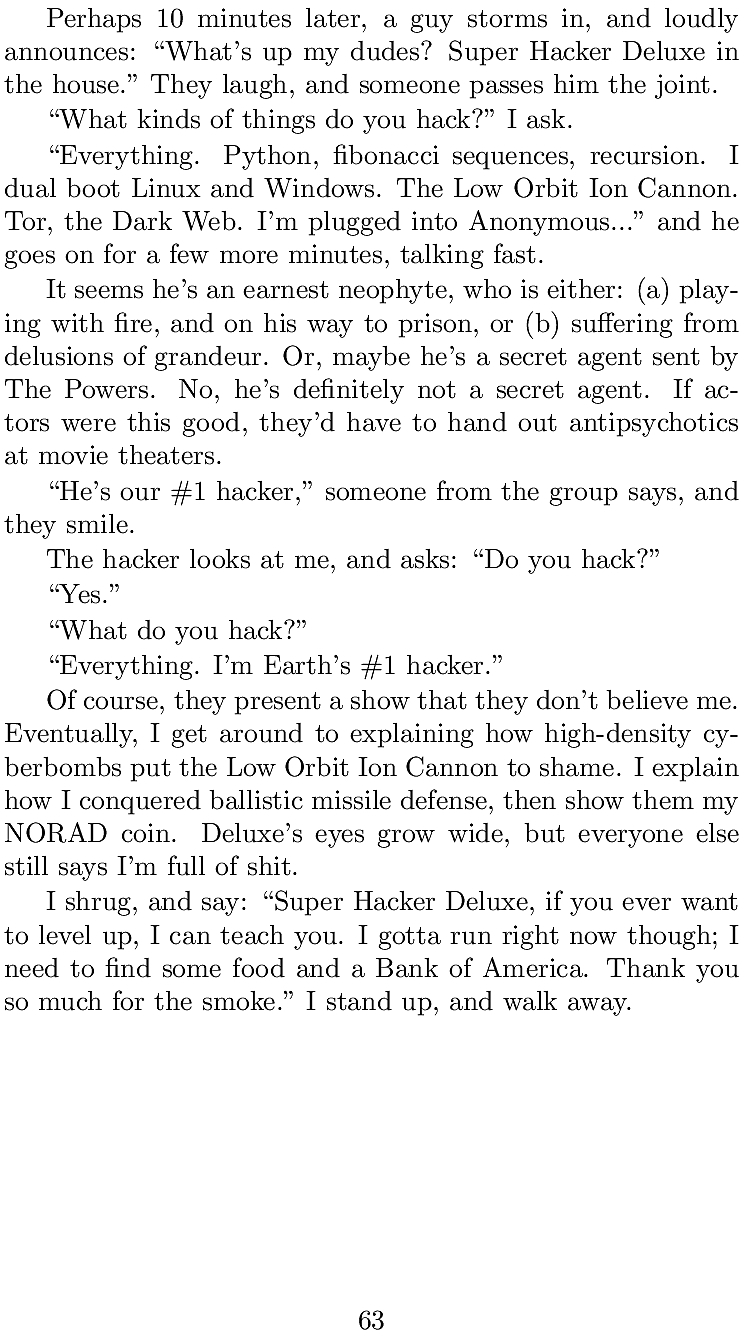 Perhaps 10 minutes later, a guy storms in, and loudly
announces: “What’s up my dudes? Super Hacker Deluxe in
the house.” They laugh, and someone passes him the joint.
“What kinds of things do you hack?” I ask.
“Everything. Python, fibonacci sequences, recursion. I
dual boot Linux and Windows. The Low Orbit Ion Cannon.
Tor, the Dark Web. I’m plugged into Anonymous...” and he
goes on for a few more minutes, talking fast.
It seems he’s an earnest neophyte, who is either: (a) play-
ing with fire, and on his way to prison, or (b) suffering from
delusions of grandeur. Or, maybe he’s a secret agent sent by
The Powers. No, he’s definitely not a secret agent. If ac-
tors were this good, they’d have to hand out antipsychotics
at movie theaters.
“He’s our #1 hacker,” someone from the group says, and
they smile.
The hacker looks at me, and asks: “Do you hack?”
“Yes.”
“What do you hack?”
“Everything. I’m Earth’s #1 hacker.”
Of course, they present a show that they don’t believe me.
Eventually, I get around to explaining how high-density cy-
berbombs put the Low Orbit Ion Cannon to shame. I explain
how I conquered ballistic missile defense, then show them my
NORAD coin. Deluxe’s eyes grow wide, but everyone else
still says I’m full of shit.
I shrug, and say: “Super Hacker Deluxe, if you ever want
to level up, I can teach you. I gotta run right now though; I
need to find some food and a Bank of America. Thank you
so much for the smoke.” I stand up, and walk away.
63